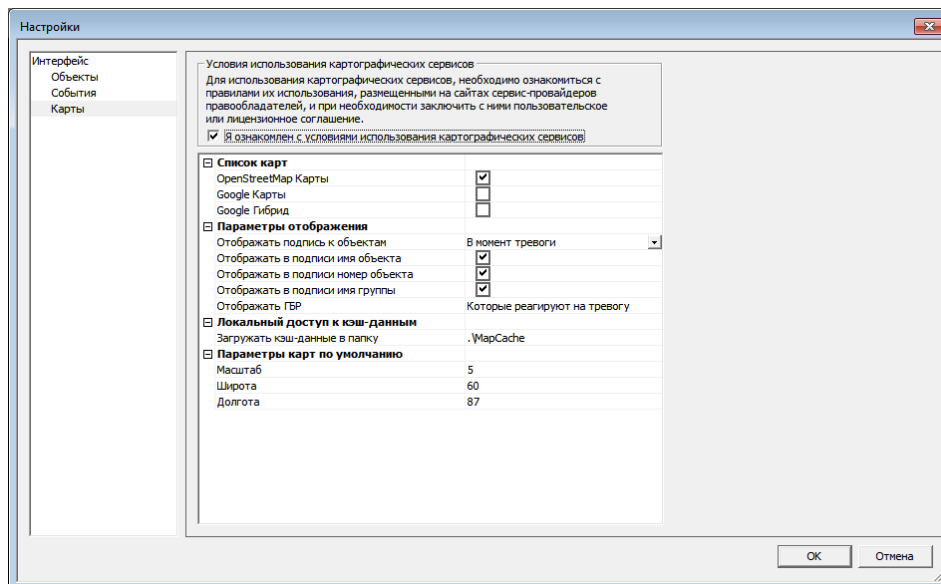 Настройки
Интерфейс
Объекты
События
Карты
Условия использования картографических сервисов
Для использования картографических сервисов, необходимо ознакомиться с
правилами их использования, размещенными на сайтах сервис-провайдеров
правообладателей, и при необходимости заключить с ними пользовательское
или лицензионное соглашение.
Я ознакомлен с условиями использования картографических сервисов
Список карт
OpenStreetMap Карты
Google Карты
Google Гибрид
Параметры отображения
Отображать подпись к объектам В момент тревоги
Отображать в подписи имя объекта
Отображать в подписи номер объекта
Отображать в подписи имя группы
Отображать ГБР Которые реагируют на тревогу
Локальный доступ к кэш-данным
Загружать кэш-данные в папку .\MapCache
Параметры карт по умолчанию
Масштаб 5
Широта 60
Долгота 87
OK Отмена